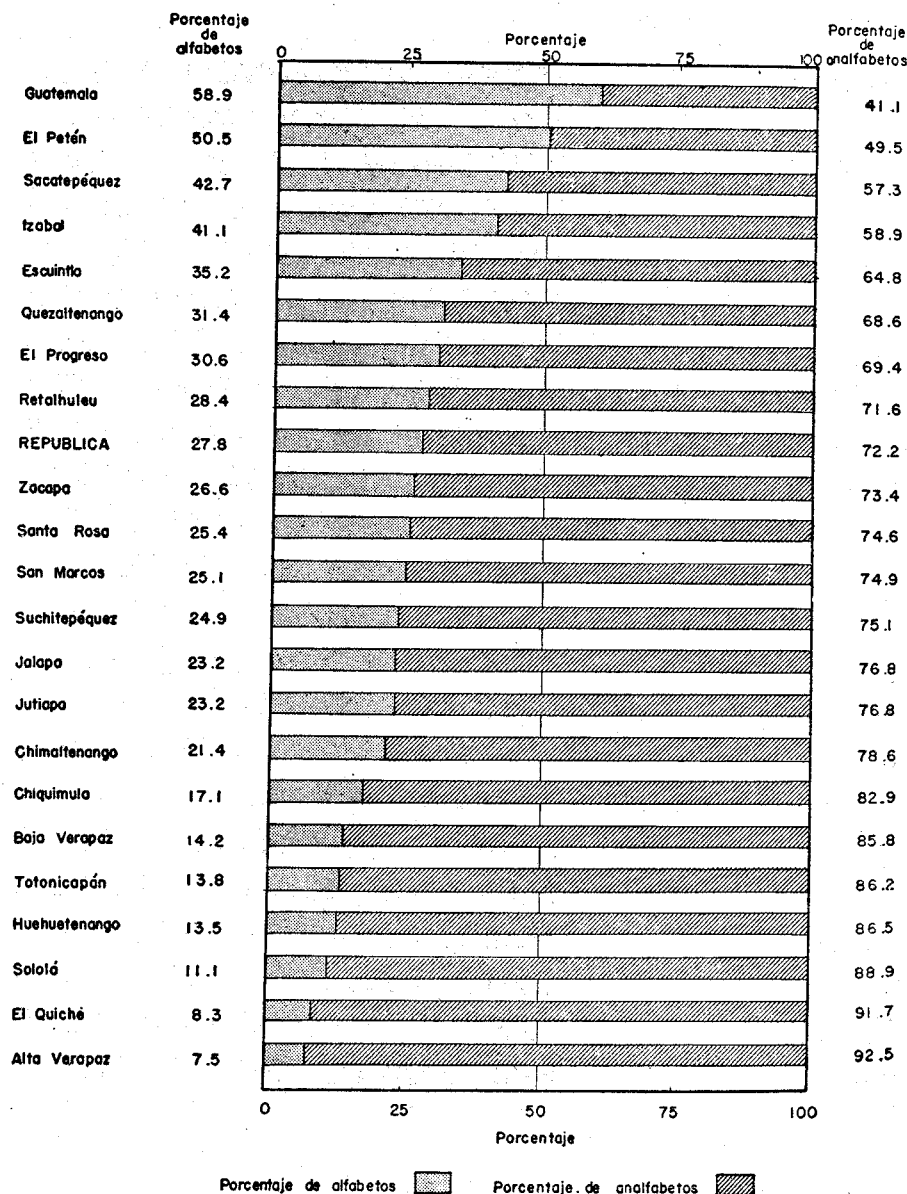 Porcentaje de alfabetos
Porcentaje
Porcentaje de analfabetos
0 25 50 75 100
Guatemala 58.9 41.1
El Petén 50.5 49.5
Sacatepéquez 42.7 57.3
Izabal 41.1 58.9
Escuintla 35.2 64.8
Quezaltenango 31.4 68.6
El Progreso 30.6 69.4
Retalhuleu 28.4 71.6
REPUBLICA 27.8 72.2
Zacapa 26.6 73.4
Santa Rosa 25.4 74.6
San Marcos 25.1 74.9
Suchitepéquez 24.9 75.1
Jalapa 23.2 76.8
Jutiapa 23.2 76.8
Chimaltenango 21.4 78.6
Chiquimula 17.1 82.9
Baja Verapaz 14.2 85.8
Totonicapán 13.8 86.2
Huehuetenango 13.5 86.5
Sololá 11.1 88.9
El Quiché 8.3 91.7
Alta Verapaz 7.5 92.5
0 25 50 75 100
Porcentaje
Porcentaje de alfabetos Porcentaje. de analfabetos